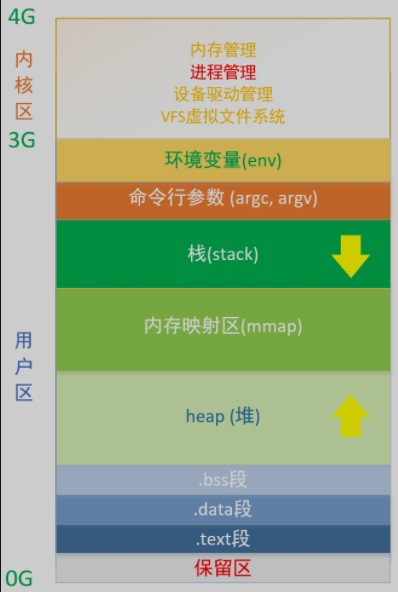 4G
内核区
内存管理
进程管理
设备驱动管理
VFS虚拟文件系统
3G
环境变量(env)
命令行参数 (argc, argv)
栈(stack)
内存映射区(mmap)
用户区
heap (堆)
.bss段
.data段
.text段
保留区
0G